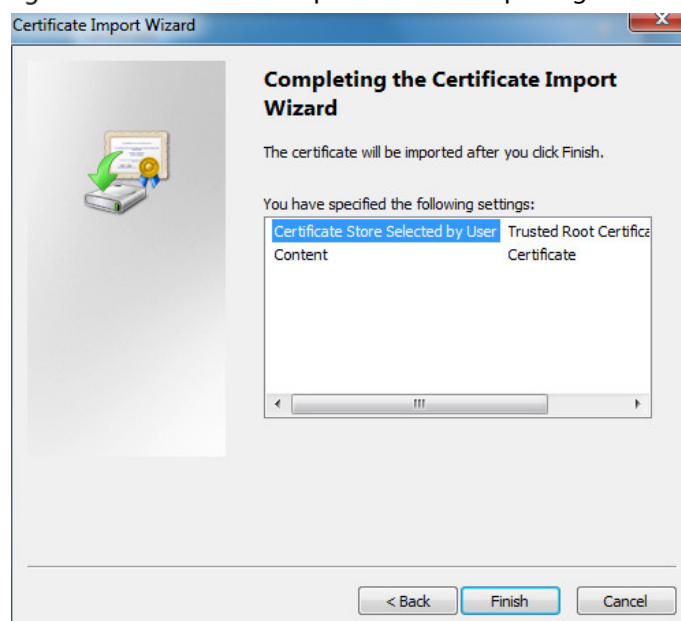 Certificate Import Wizard
Completing the Certificate Import
Wizard
The certificate will be imported after you click Finish.
You have specified the following settings:
Certificate Store Selected by User Trusted Root Certifica
Content Certificate
< Back Finish Cancel